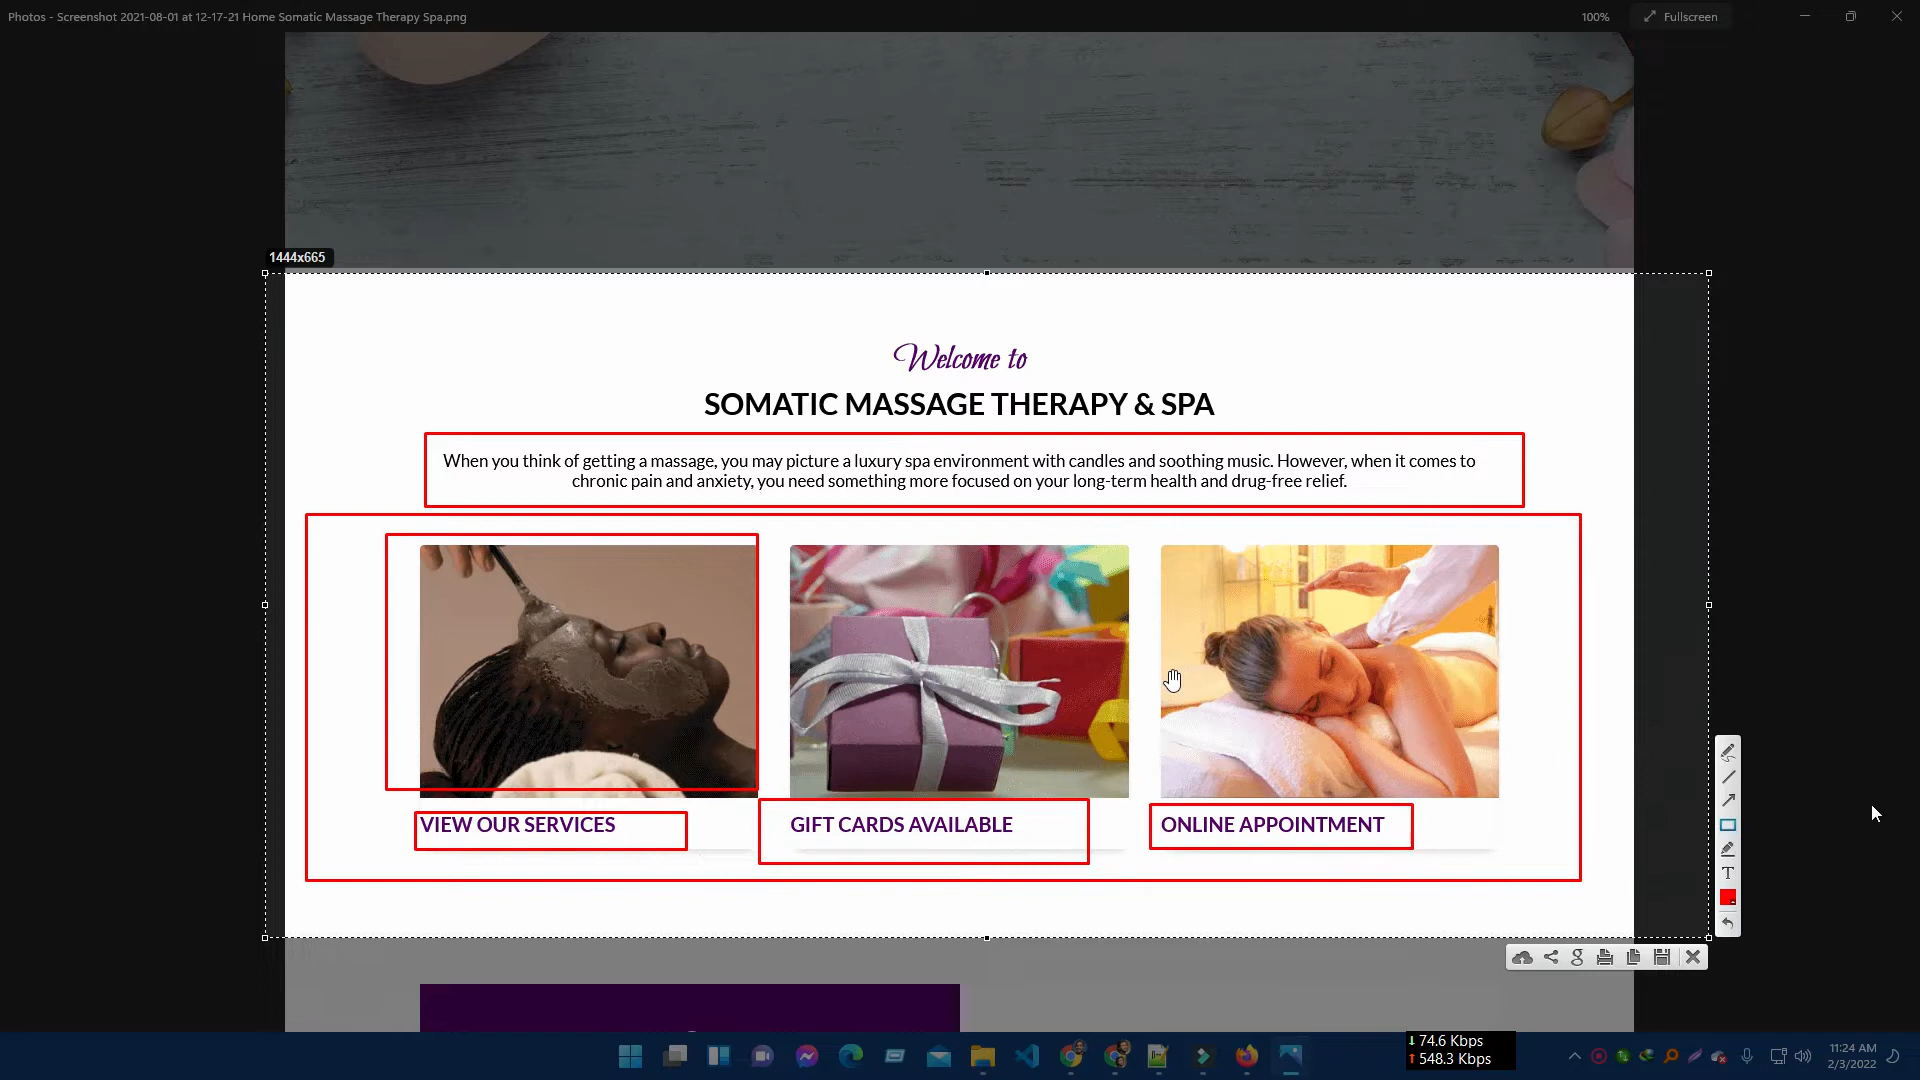 Photos - Screenshot 2021-08-01 at 12-17-21 Home Somatic Massage Therapy Spa.png
100%
Fullscreen
1444x665
Welcome to
SOMATIC MASSAGE THERAPY & SPA
When you think of getting a massage, you may picture a luxury spa environment with candles and soothing music. However, when it comes to
chronic pain and anxiety, you need something more focused on your long-term health and drug-free relief.
VIEW OUR SERVICES
GIFT CARDS AVAILABLE
ONLINE APPOINTMENT
T
g
74.6 Kbps
548.3 Kbps
11:24 AM
2/3/2022